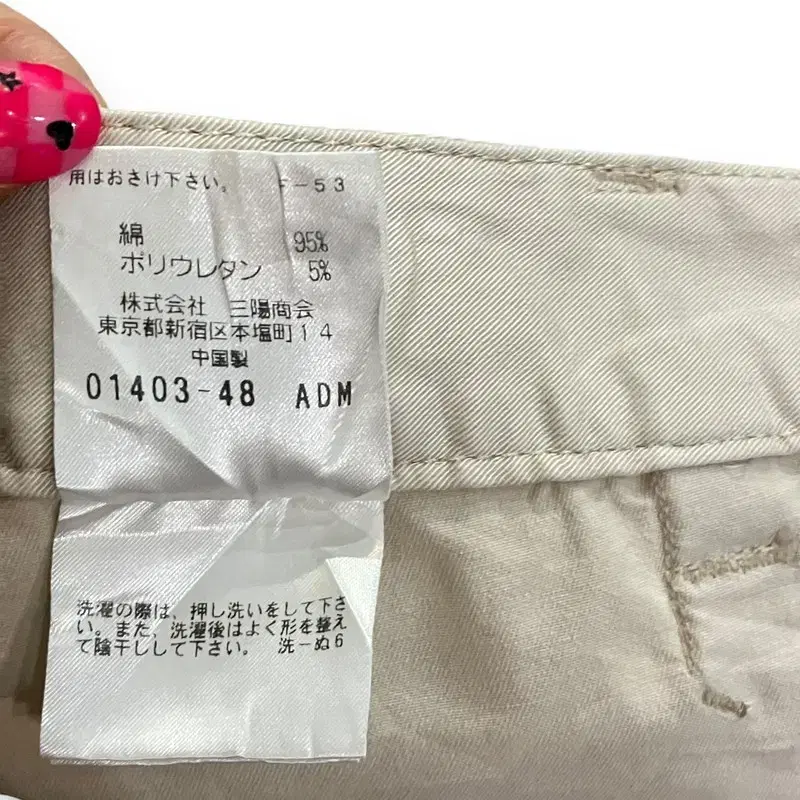 用はおさけ下さい。 F-53
綿 95%
ポリウレタン 5%
株式会社 三陽商会
東京都新宿区本塩町14
中国製
01403-48 ADM
洗濯の際は、押し洗いをして下さ
い。また、洗濯後はよく形を整え
て陰干しして下さい。 洗-ぬ6